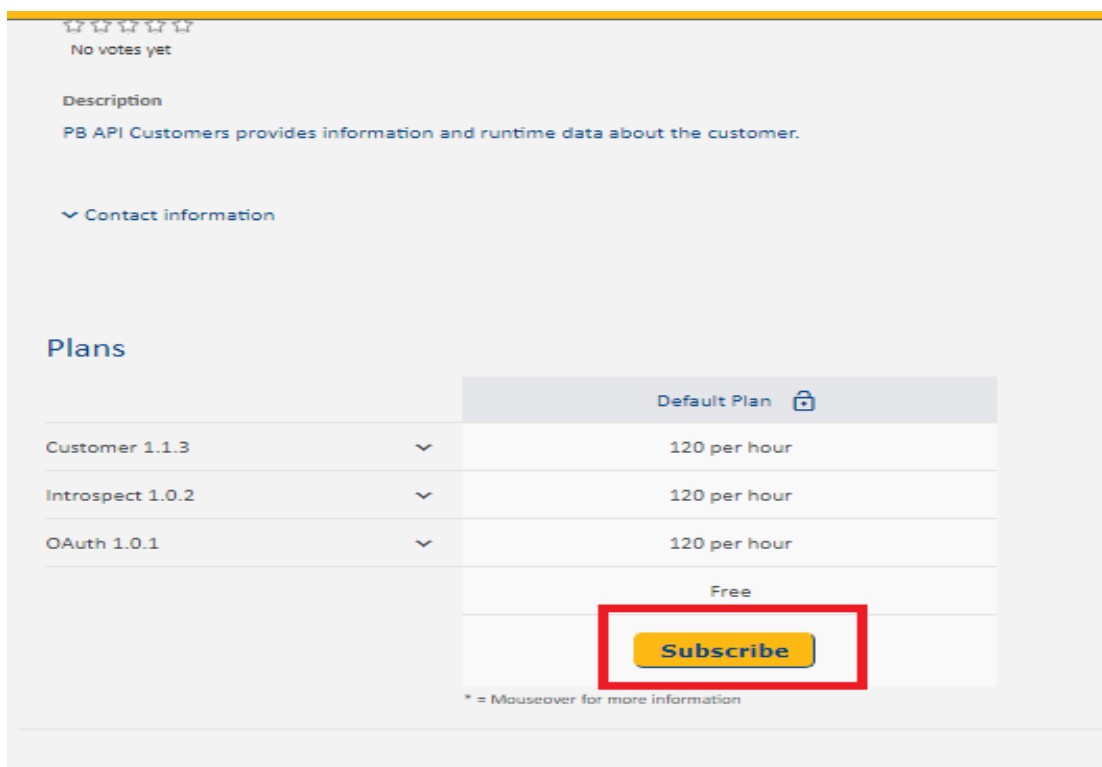 No votes yet
Description
PB API Customers provides information and runtime data about the customer.
Contact information
Plans
Default Plan
Customer 1.1.3 120 per hour
Introspect 1.0.2 120 per hour
OAuth 1.0.1 120 per hour
Free
Subscribe
* = Mouseover for more information